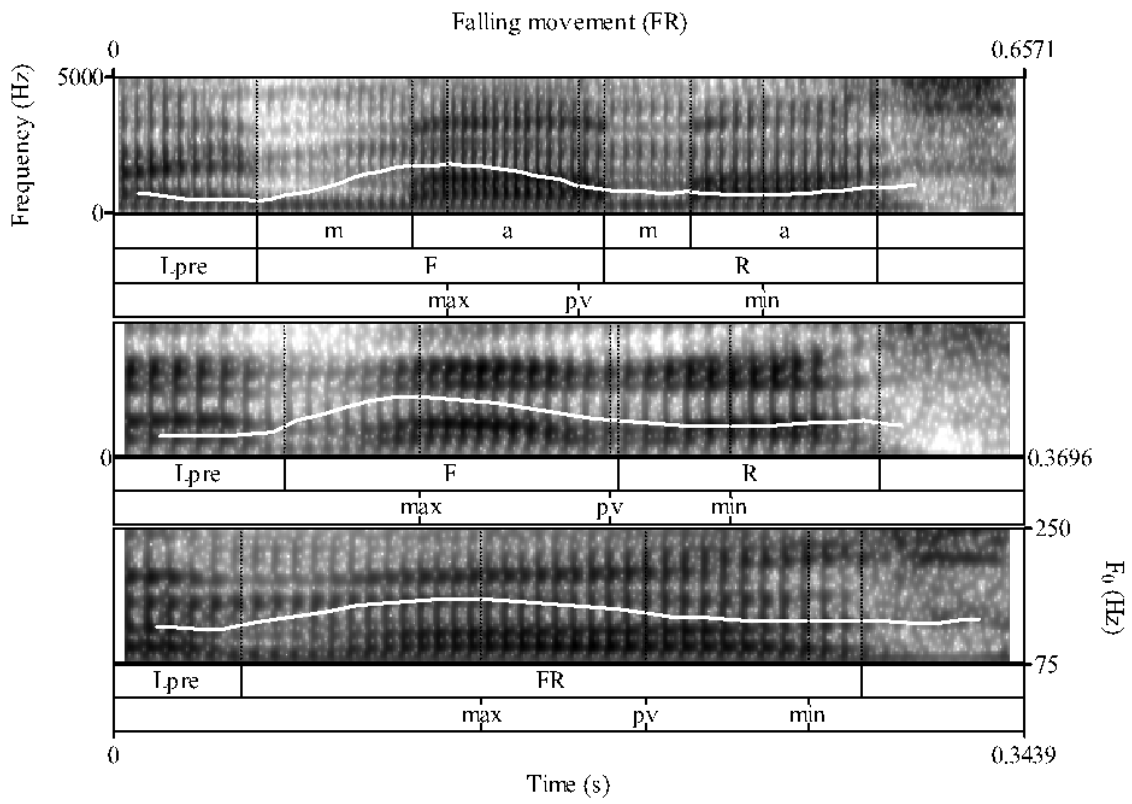 Falling movement (FR)
0 0.6571
5000
Frequency (Hz)
0
m a m a
Lpre F R
max pv min
0 0.3696
Lpre F R
max pv min
250
F₀ (Hz)
75
Lpre FR
max pv min
0 0.3439
Time (s)